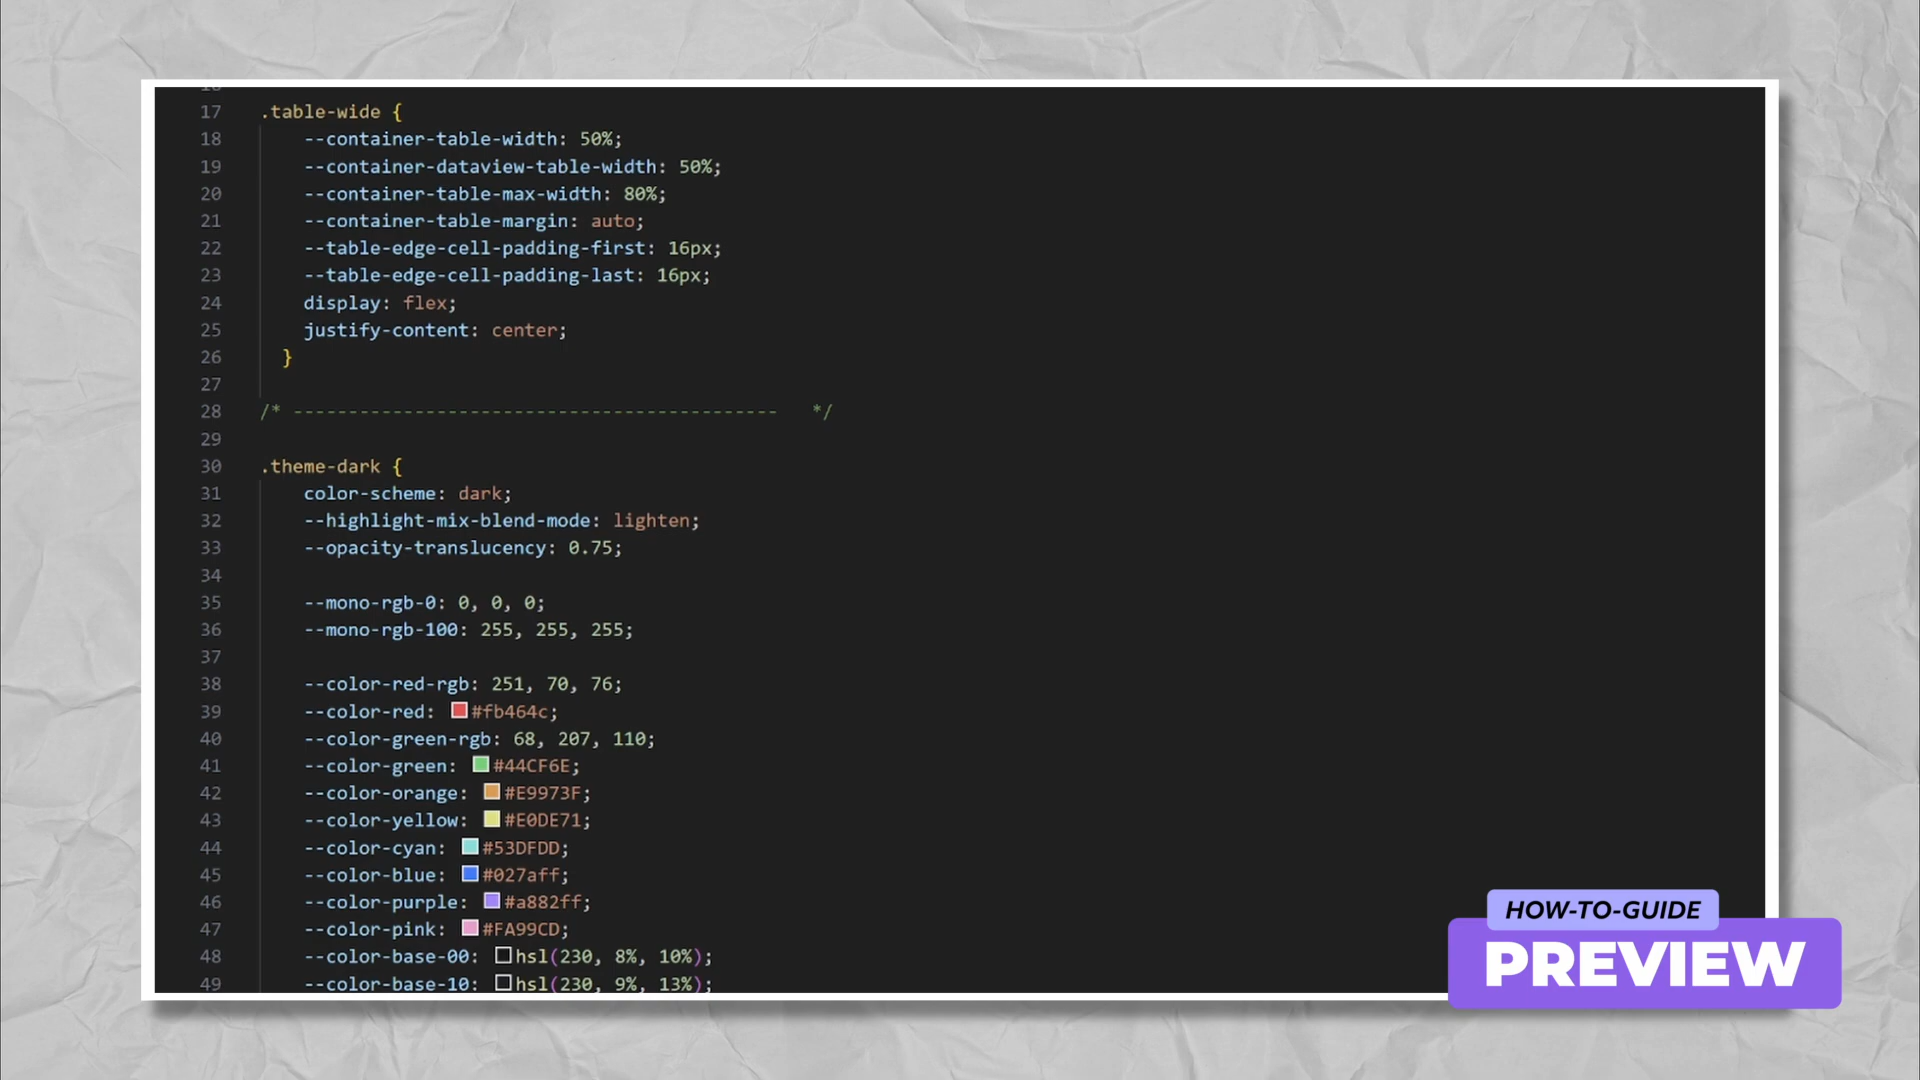 17 .table-wide {
18 --container-table-width: 50%;
19 --container-dataview-table-width: 50%;
20 --container-table-max-width: 80%;
21 --container-table-margin: auto;
22 --table-edge-cell-padding-first: 16px;
23 --table-edge-cell-padding-last: 16px;
24 display: flex;
25 justify-content: center;
26 }
27
28 /* -------------------------------------------- */
29
30 .theme-dark {
31 color-scheme: dark;
32 --highlight-mix-blend-mode: lighten;
33 --opacity-translucency: 0.75;
34
35 --mono-rgb-0: 0, 0, 0;
36 --mono-rgb-100: 255, 255, 255;
37
38 --color-red-rgb: 251, 70, 76;
39 --color-red: #fb464c;
40 --color-green-rgb: 68, 207, 110;
41 --color-green: #44CF6E;
42 --color-orange: #E9973F;
43 --color-yellow: #E0DE71;
44 --color-cyan: #53DFDD;
45 --color-blue: #027aff;
46 --color-purple: #a882ff;
47 --color-pink: #FA99CD;
48 --color-base-00: hsl(230, 8%, 10%);
49 --color-base-10: hsl(230, 9%, 13%);
HOW-TO-GUIDE
PREVIEW